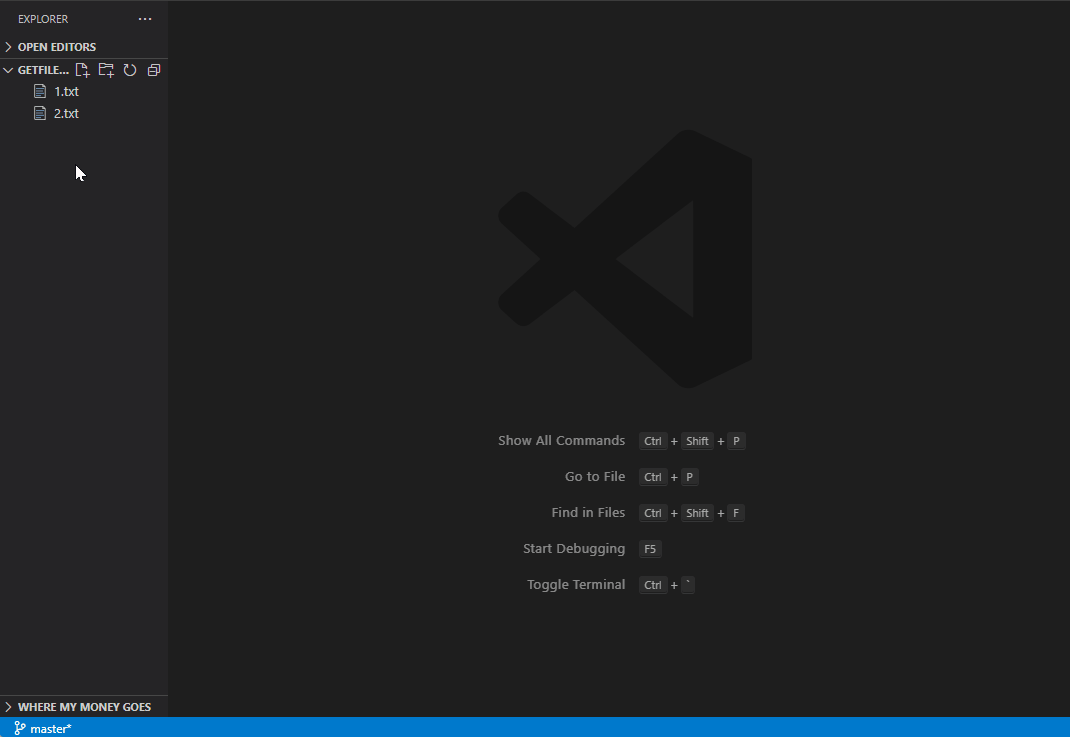 EXPLORER
OPEN EDITORS
GETFILE...
1.txt
2.txt
Show All Commands Ctrl + Shift + P
Go to File Ctrl + P
Find in Files Ctrl + Shift + F
Start Debugging F5
Toggle Terminal Ctrl + `
WHERE MY MONEY GOES
master*